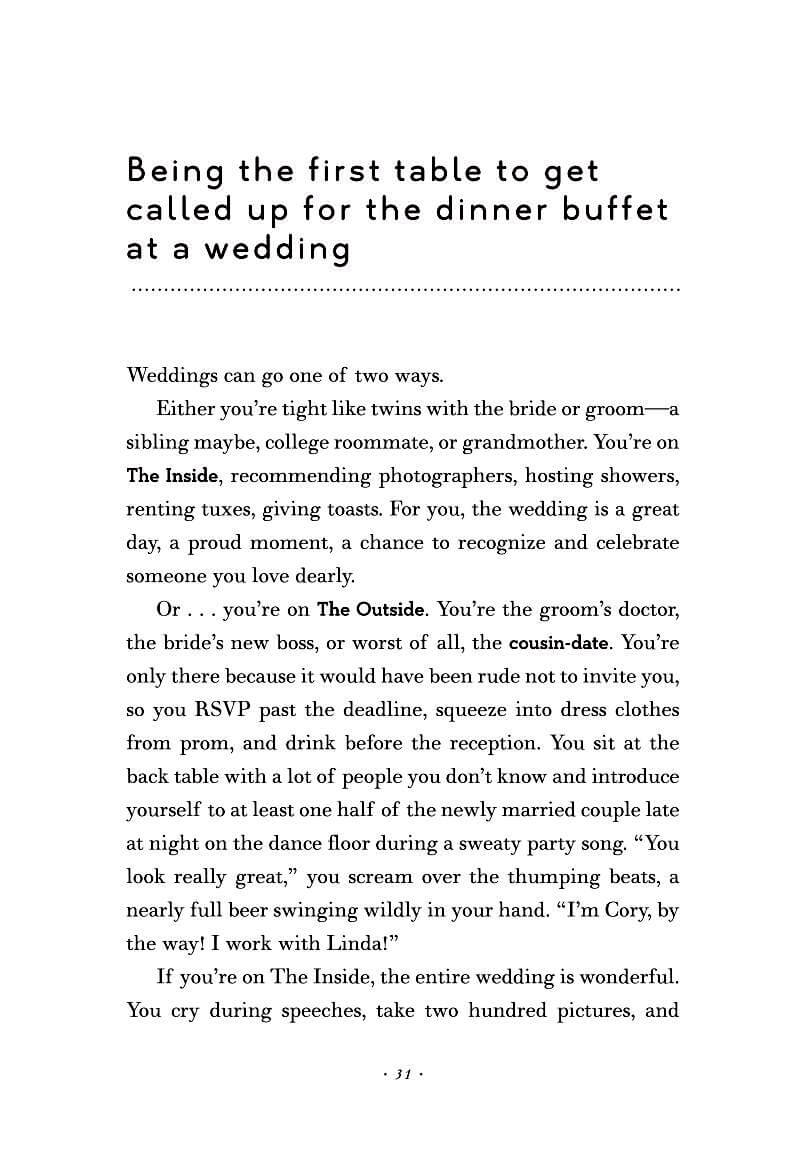 Being the first table to get
called up for the dinner buffet
at a wedding
Weddings can go one of two ways.
Either you’re tight like twins with the bride or groom—a
sibling maybe, college roommate, or grandmother. You’re on
The Inside, recommending photographers, hosting showers,
renting tuxes, giving toasts. For you, the wedding is a great
day, a proud moment, a chance to recognize and celebrate
someone you love dearly.
Or . . . you’re on The Outside. You’re the groom’s doctor,
the bride’s new boss, or worst of all, the cousin-date. You’re
only there because it would have been rude not to invite you,
so you RSVP past the deadline, squeeze into dress clothes
from prom, and drink before the reception. You sit at the
back table with a lot of people you don’t know and introduce
yourself to at least one half of the newly married couple late
at night on the dance floor during a sweaty party song. “You
look really great,” you scream over the thumping beats, a
nearly full beer swinging wildly in your hand. “I’m Cory, by
the way! I work with Linda!”
If you’re on The Inside, the entire wedding is wonderful.
You cry during speeches, take two hundred pictures, and
· 31 ·